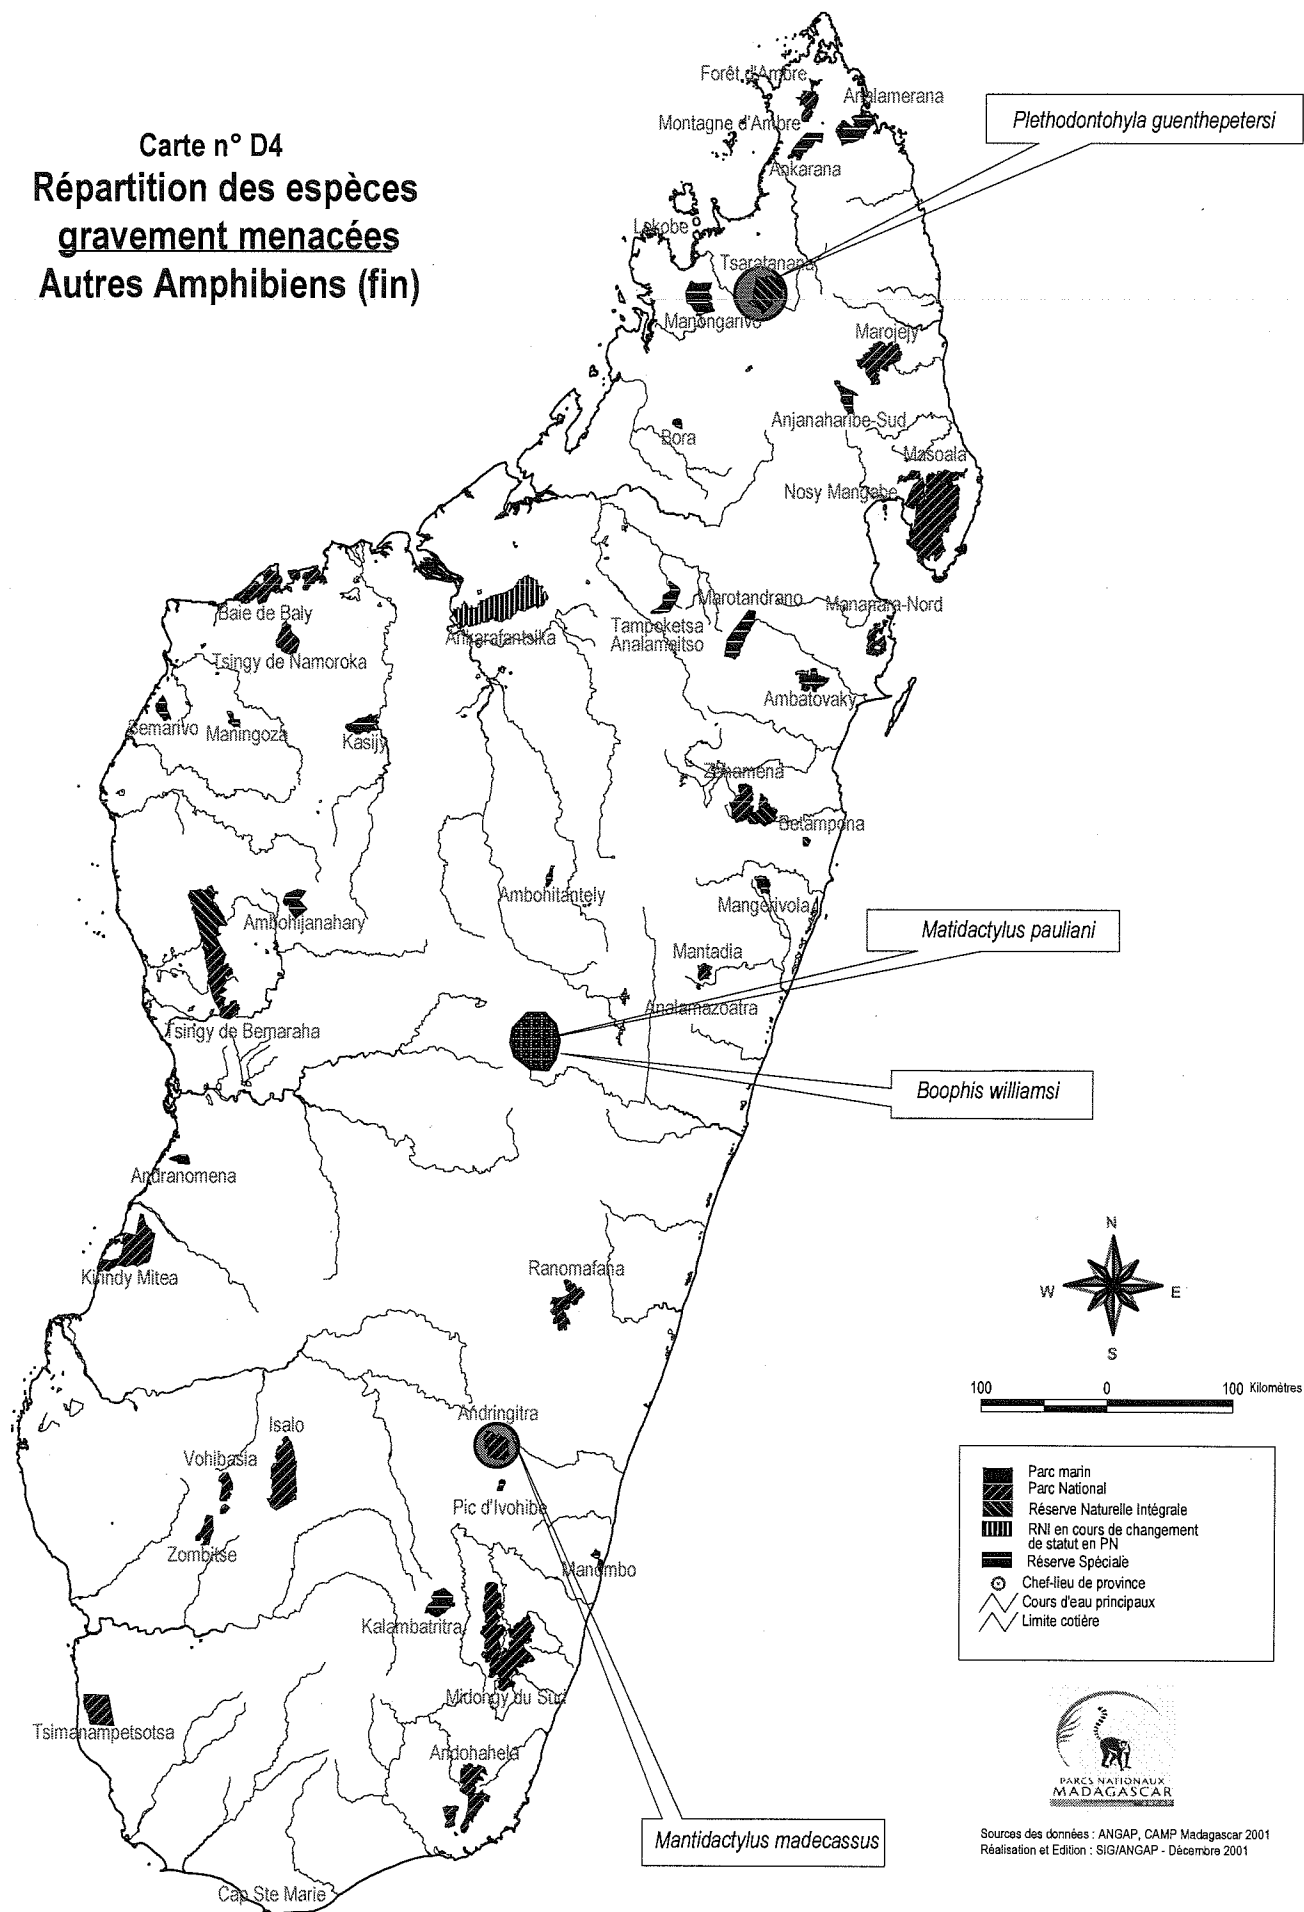 Carte n° D4
Répartition des espèces
gravement menacées
Autres Amphibiens (fin)
Forêt d'Ambre
Analamerana
Montagne d'Ambre
Ankarana
Plethodontohyla guenthepetersi
Lokobe
Tsaratanana
Manongarivo
Marojejy
Anjanaharibe-Sud
Bora
Masoala
Nosy Mangabe
Baie de Baly
Ankarafantsika
Tampoketsa
Analamaitso
Marotandrano
Mananara-Nord
Tsingy de Namoroka
Ambatovaky
Bemarivo
Maningoza
Kasijy
Zahamena
Betampona
Ambohitantely
Mangerivola
Ambohijanahary
Matidactylus pauliani
Mantadia
Analamazoatra
Tsingy de Bemaraha
Boophis williamsi
Andranomena
Kirindy Mitea
Ranomafana
N
W
E
S
100
0
100 Kilomètres
Andringitra
Isalo
Vohibasia
Pic d'Ivohibe
Zombitse
Manombo
Kalambatritra
Midongy du Sud
Tsimanampetsotsa
Andohahela
Cap Ste Marie
Mantidactylus madecassus
Parc marin
Parc National
Réserve Naturelle Intégrale
RNI en cours de changement
de statut en PN
Réserve Spéciale
Chef-lieu de province
Cours d'eau principaux
Limite cotière
PARCS NATIONAUX
MADAGASCAR
Sources des données : ANGAP, CAMP Madagascar 2001
Réalisation et Edition : SIG/ANGAP - Décembre 2001